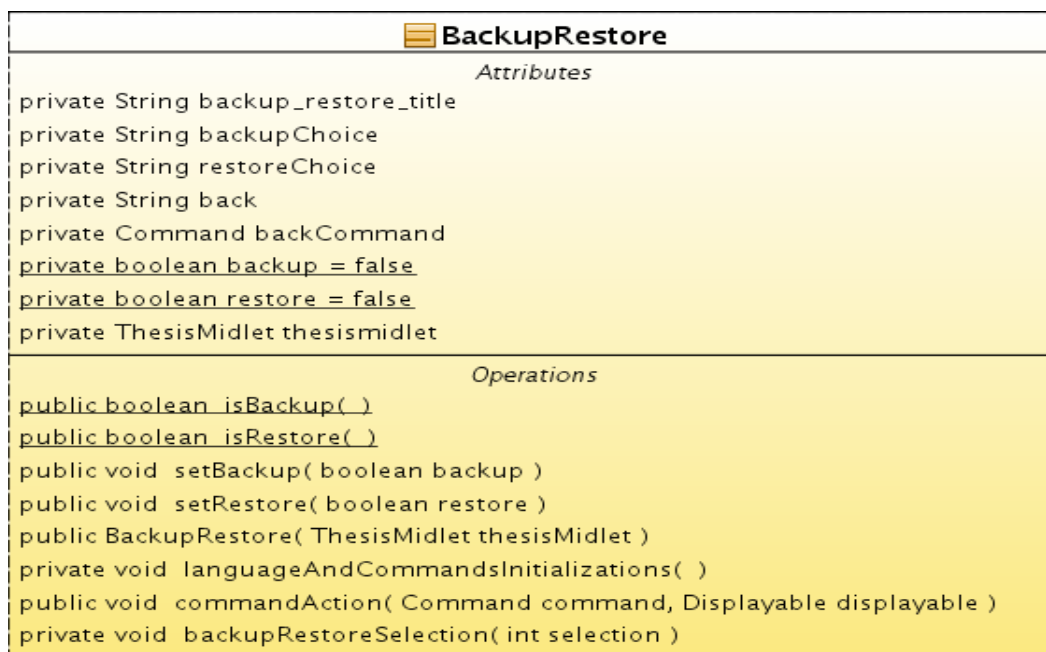 BackupRestore
Attributes
private String backup_restore_title
private String backupChoice
private String restoreChoice
private String back
private Command backCommand
private boolean backup = false
private boolean restore = false
private ThesisMidlet thesismidlet
Operations
public boolean isBackup( )
public boolean isRestore( )
public void setBackup( boolean backup )
public void setRestore( boolean restore )
public BackupRestore( ThesisMidlet thesisMidlet )
private void languageAndCommandsInitializations( )
public void commandAction( Command command, Displayable displayable )
private void backupRestoreSelection( int selection )